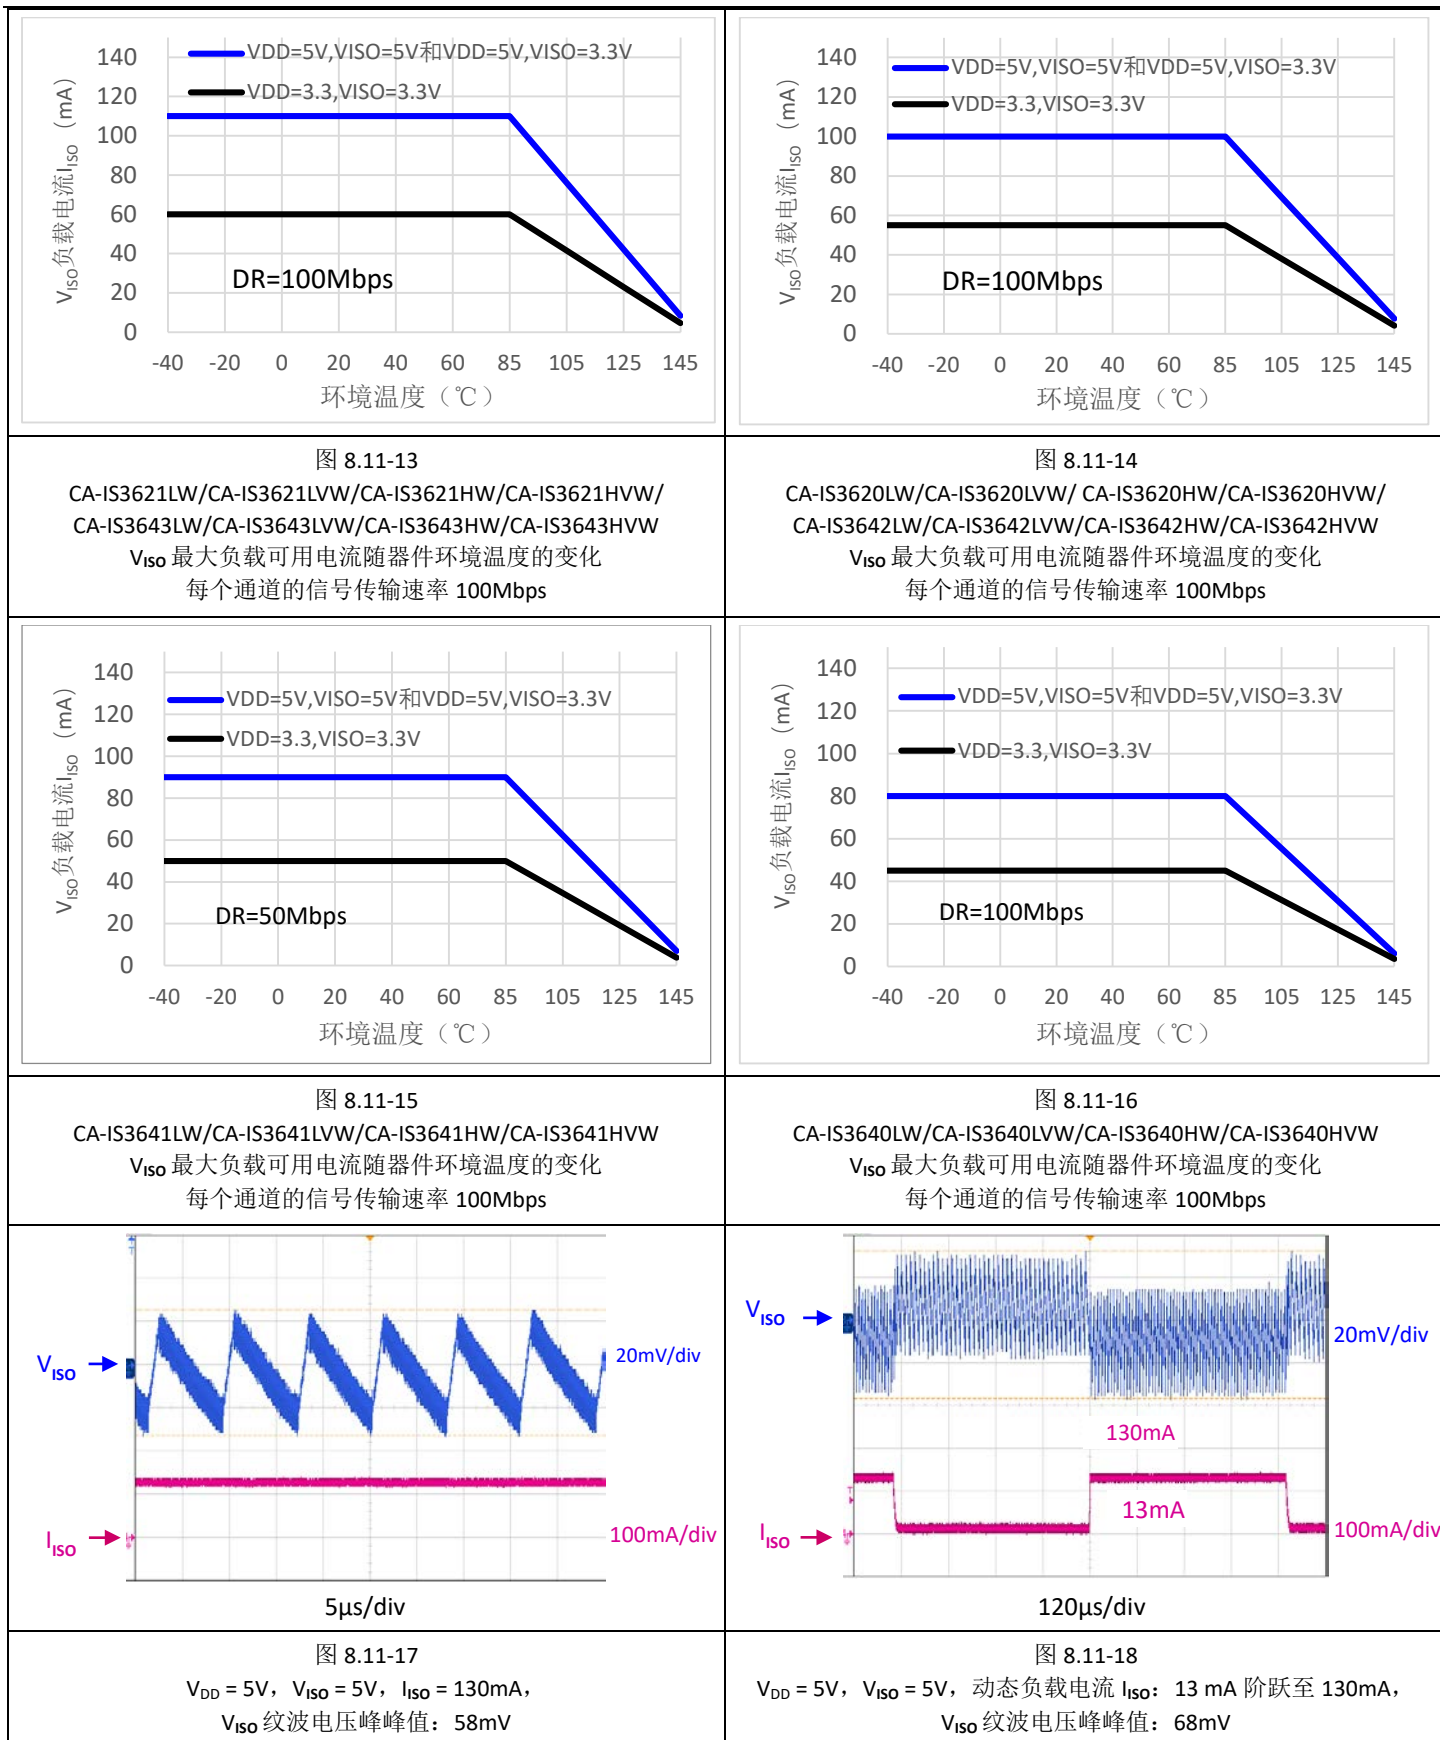 VDD=5V,VISO=5V和VDD=5V,VISO=3.3V
VDD=3.3,VISO=3.3V
140
120
100
80
60
40
20
0
VISO负载电流IISO（mA）
DR=100Mbps
-40 -20 0 20 40 60 85 105 125 145
环境温度（℃）
VDD=5V,VISO=5V和VDD=5V,VISO=3.3V
VDD=3.3,VISO=3.3V
140
120
100
80
60
40
20
0
VISO负载电流IISO（mA）
DR=100Mbps
-40 -20 0 20 40 60 85 105 125 145
环境温度（℃）
图 8.11-13
CA-IS3621LW/CA-IS3621LVW/CA-IS3621HW/CA-IS3621HVW/
CA-IS3643LW/CA-IS3643LVW/CA-IS3643HW/CA-IS3643HVW
VISO 最大负载可用电流随器件环境温度的变化
每个通道的信号传输速率 100Mbps
图 8.11-14
CA-IS3620LW/CA-IS3620LVW/ CA-IS3620HW/CA-IS3620HVW/
CA-IS3642LW/CA-IS3642LVW/CA-IS3642HW/CA-IS3642HVW
VISO 最大负载可用电流随器件环境温度的变化
每个通道的信号传输速率 100Mbps
140
120
100
80
60
40
20
0
VISO负载电流IISO（mA）
VDD=5V,VISO=5V和VDD=5V,VISO=3.3V
VDD=3.3,VISO=3.3V
DR=50Mbps
-40 -20 0 20 40 60 85 105 125 145
环境温度（℃）
140
120
100
80
60
40
20
0
VISO负载电流IISO（mA）
VDD=5V,VISO=5V和VDD=5V,VISO=3.3V
VDD=3.3,VISO=3.3V
DR=100Mbps
-40 -20 0 20 40 60 85 105 125 145
环境温度（℃）
图 8.11-15
CA-IS3641LW/CA-IS3641LVW/CA-IS3641HW/CA-IS3641HVW
VISO 最大负载可用电流随器件环境温度的变化
每个通道的信号传输速率 100Mbps
图 8.11-16
CA-IS3640LW/CA-IS3640LVW/CA-IS3640HW/CA-IS3640HVW
VISO 最大负载可用电流随器件环境温度的变化
每个通道的信号传输速率 100Mbps
VISO
20mV/div
IISO
100mA/div
5μs/div
VISO
20mV/div
130mA
13mA
IISO
100mA/div
120μs/div
图 8.11-17
VDD = 5V，VISO = 5V，IISO = 130mA，
VISO 纹波电压峰峰值：58mV
图 8.11-18
VDD = 5V，VISO = 5V，动态负载电流 IISO：13 mA 阶跃至 130mA，
VISO 纹波电压峰峰值：68mV